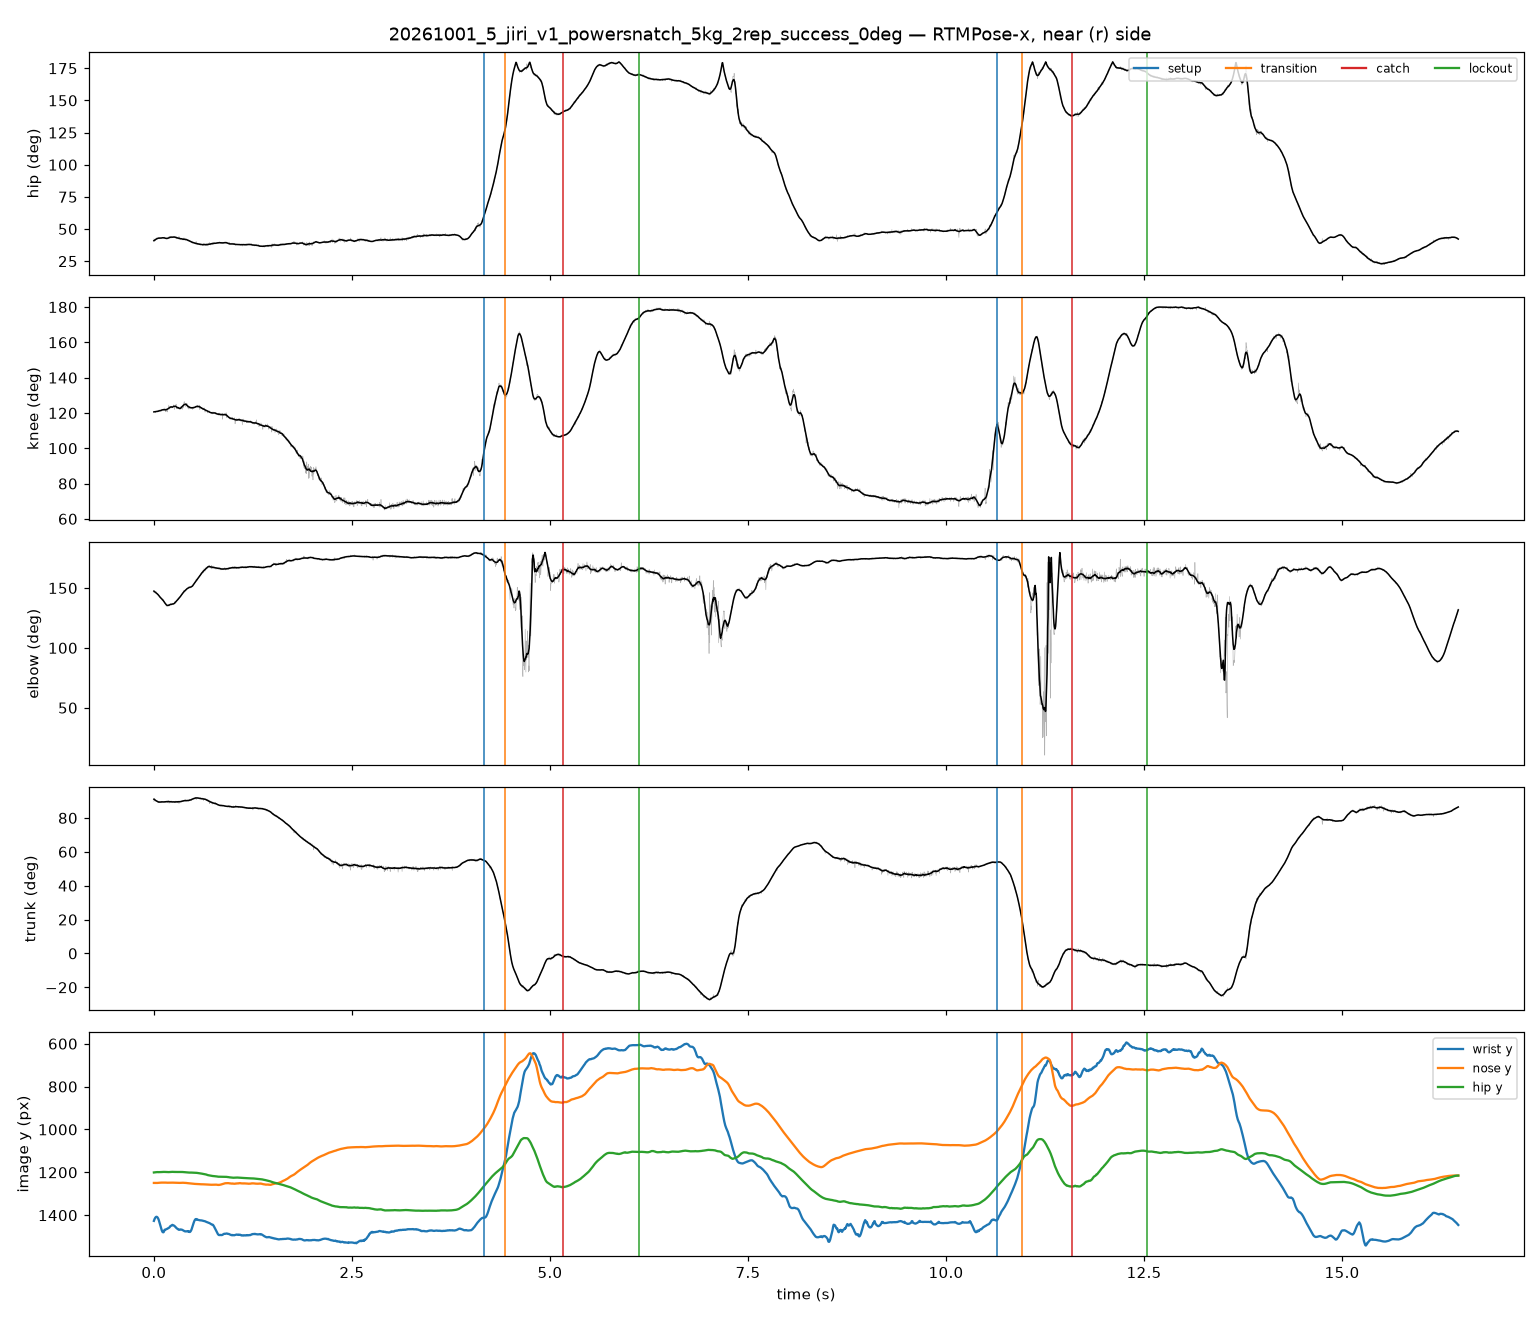 20261001_5_jiri_v1_powersnatch_5kg_2rep_success_0deg — RTMPose-x, near (r) side
setup transition catch lockout
hip (deg)
175
150
125
100
75
50
25
knee (deg)
180
160
140
120
100
80
60
elbow (deg)
150
100
50
trunk (deg)
80
60
40
20
0
−20
image y (px)
600
800
1000
1200
1400
wrist y
nose y
hip y
0.0 2.5 5.0 7.5 10.0 12.5 15.0
time (s)